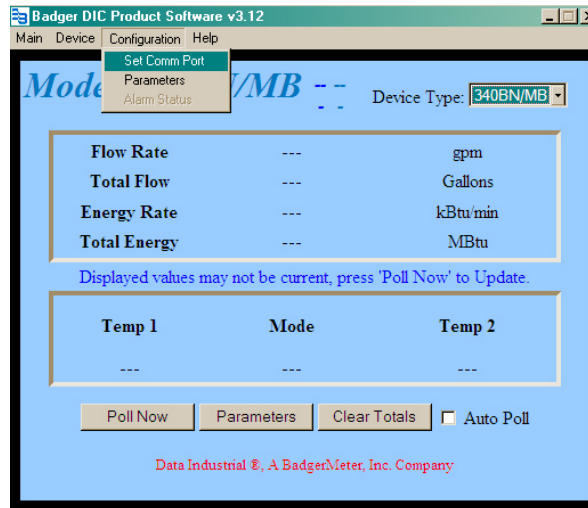 Badger DIC Product Software v3.12
Main Device Configuration Help
Set Comm Port
Parameters
Alarm Status
/MB -- --
Device Type: 340BN/MB
Flow Rate --- gpm
Total Flow --- Gallons
Energy Rate --- kBtu/min
Total Energy --- MBtu
Displayed values may not be current, press 'Poll Now' to Update.
Temp 1 Mode Temp 2
--- --- ---
Poll Now Parameters Clear Totals Auto Poll
Data Industrial ®, A BadgerMeter, Inc. Company